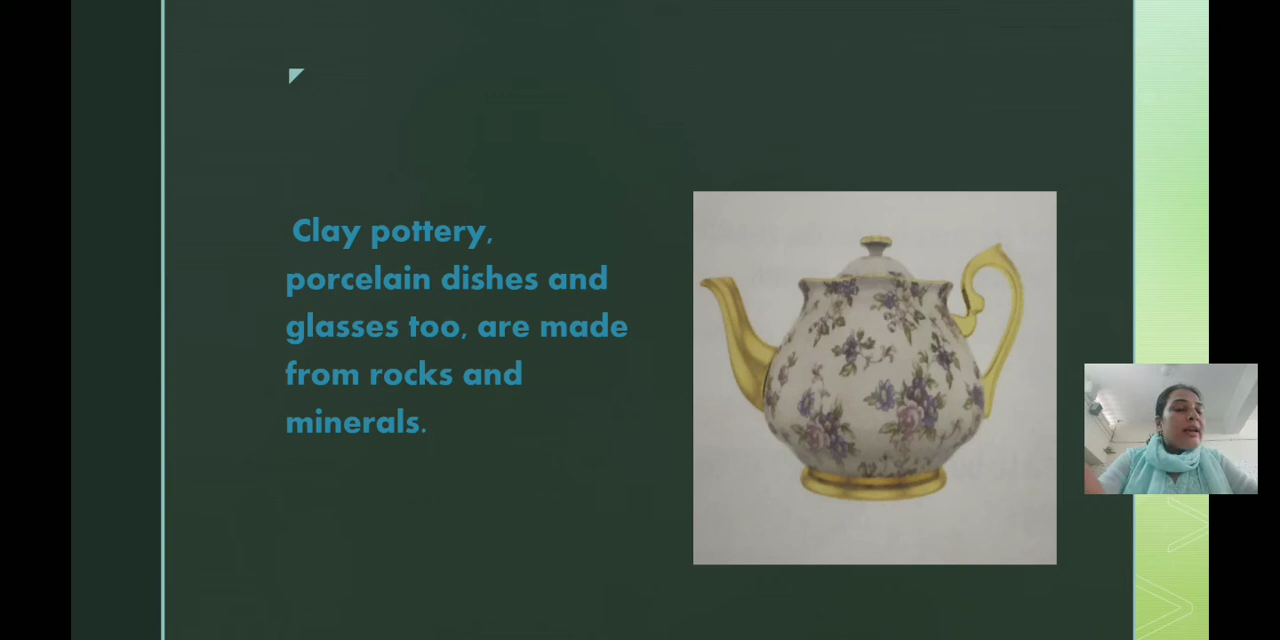 Clay pottery,
porcelain dishes and
glasses too, are made
from rocks and
minerals.